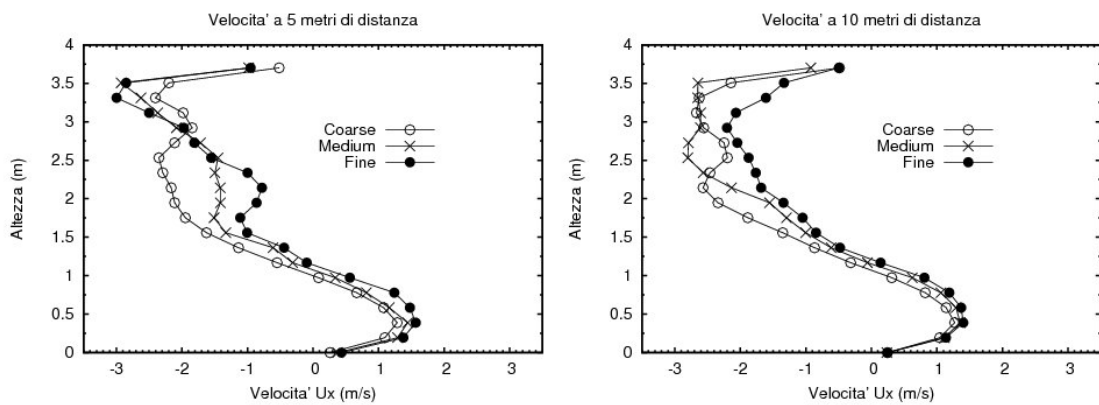 Velocita' a 5 metri di distanza
4
3.5
3
2.5
2
1.5
1
0.5
0
Altezza (m)
Coarse
Medium
Fine
-3 -2 -1 0 1 2 3
Velocita' Ux (m/s)
Velocita' a 10 metri di distanza
4
3.5
3
2.5
2
1.5
1
0.5
0
Altezza (m)
Coarse
Medium
Fine
-3 -2 -1 0 1 2 3
Velocita' Ux (m/s)